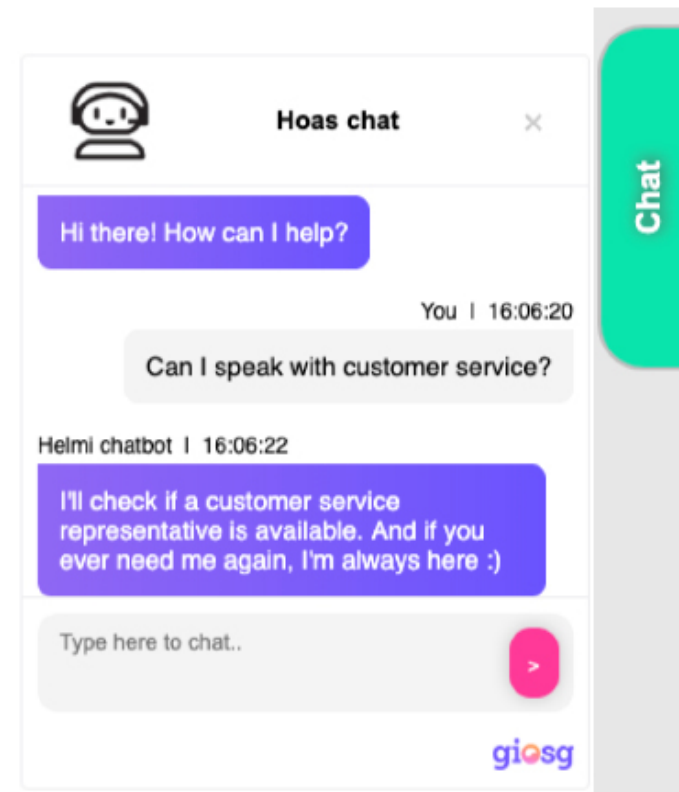 Hoas chat
×
Chat
Hi there! How can I help?
You | 16:06:20
Can I speak with customer service?
Helmi chatbot | 16:06:22
I'll check if a customer service
representative is available. And if you
ever need me again, I'm always here :)
Type here to chat..
>
giosg